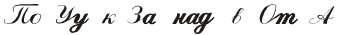 По Уу к За над в От А